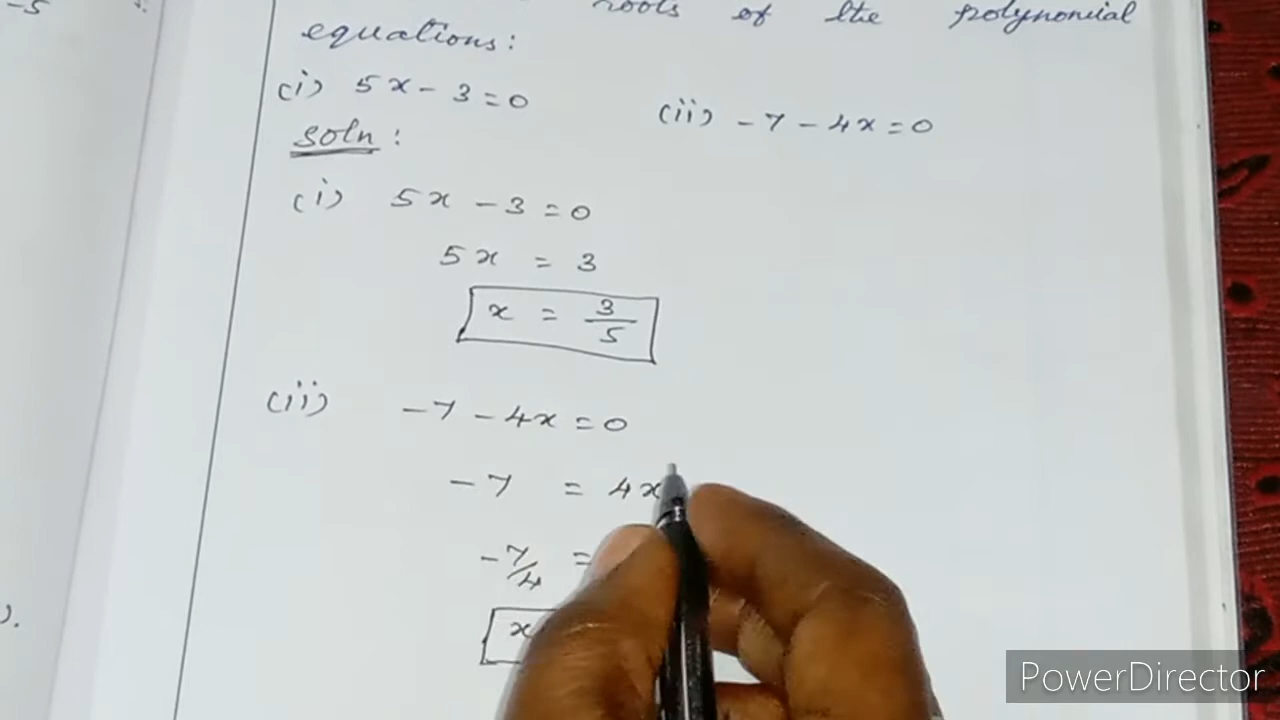 -5
roots of the polynomial
equations:
(i) 5x - 3 = 0 (ii) -7 - 4x = 0
Soln:
(i) 5x - 3 = 0
5x = 3
x = 3/5
(ii) -7 - 4x = 0
-7 = 4x
-7/4 =
x
).
PowerDirector